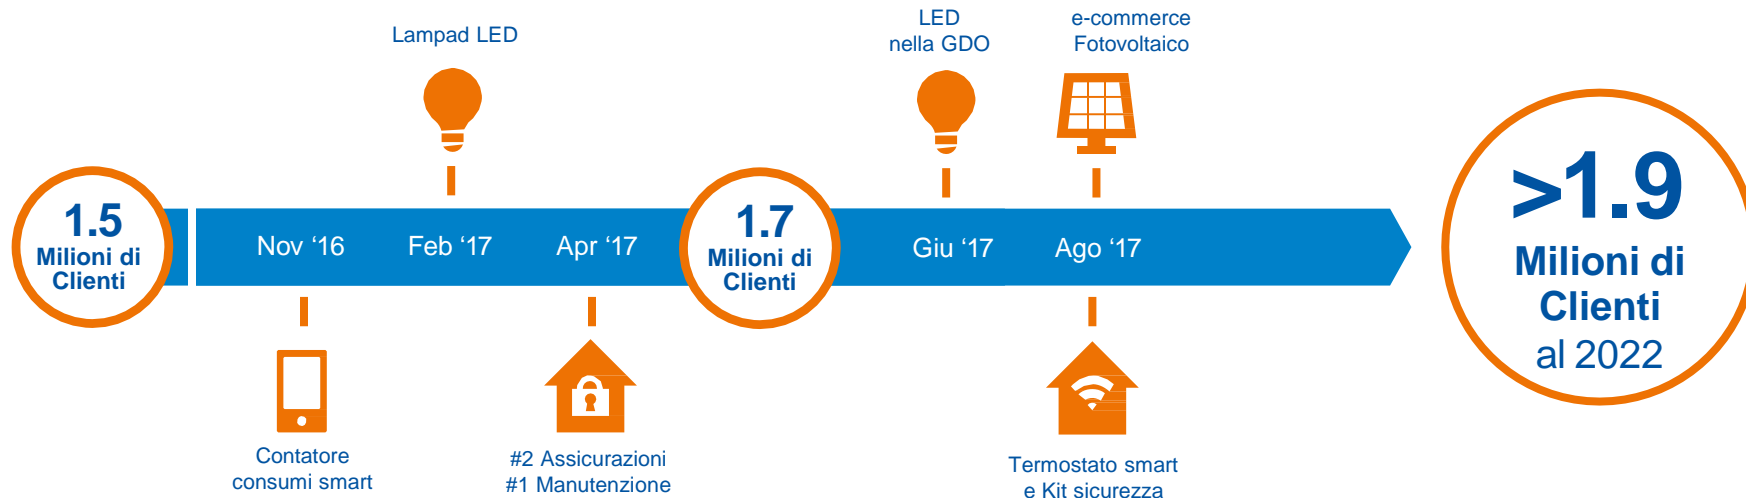 Lampad LED
LED
nella GDO
e-commerce
Fotovoltaico
1.5
Milioni di
Clienti
Nov ‘16
Feb ‘17
Apr ‘17
1.7
Milioni di
Clienti
Giu ‘17
Ago ‘17
>1.9
Milioni di
Clienti
al 2022
Contatore
consumi smart
#2 Assicurazioni
#1 Manutenzione
Termostato smart
e Kit sicurezza